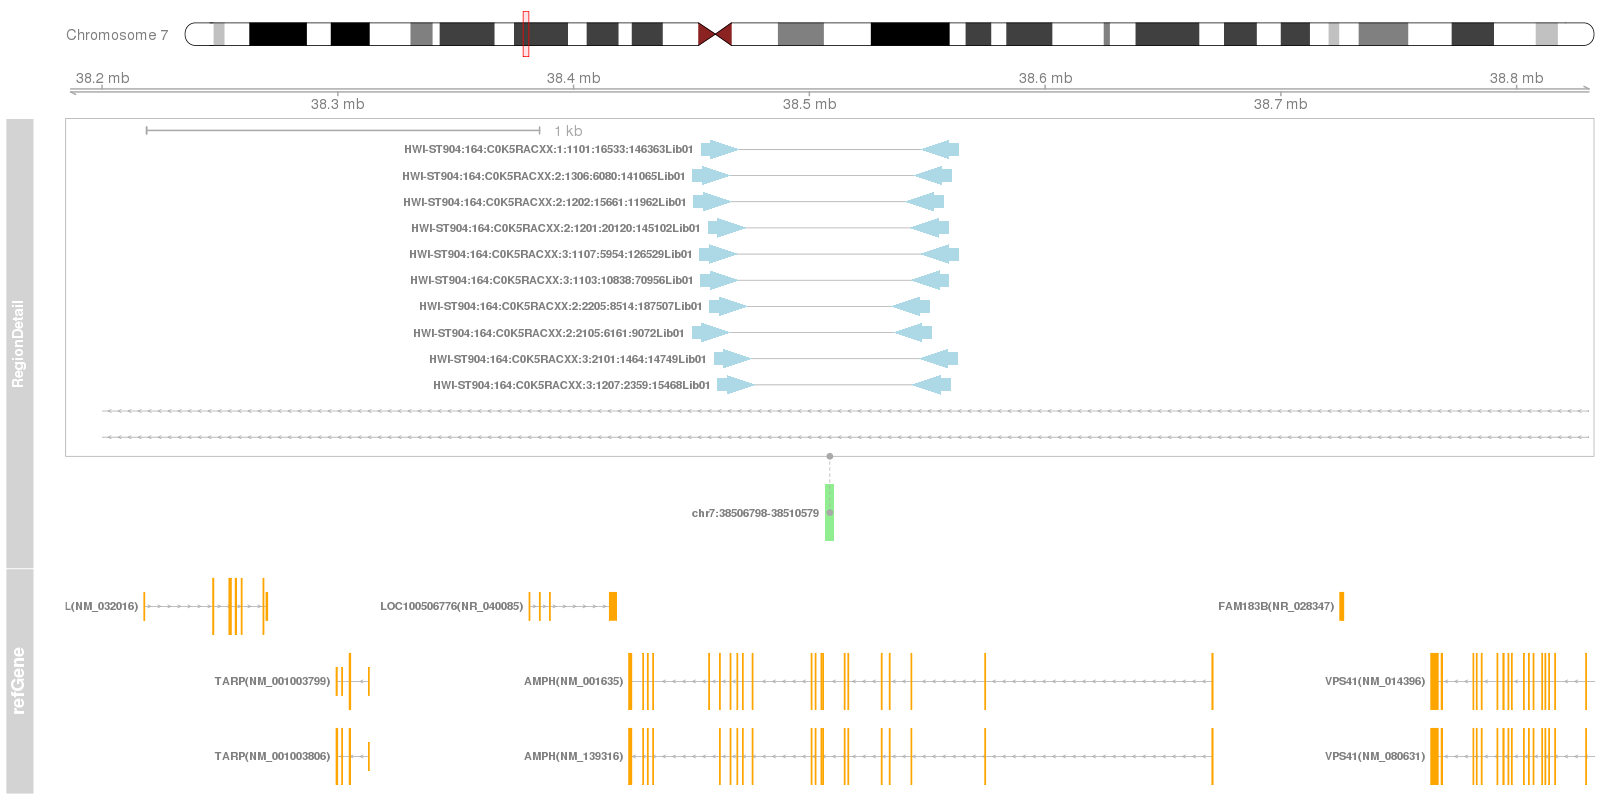 Chromosome 7
38.2 mb
38.4 mb
38.6 mb
38.8 mb
38.3 mb
38.5 mb
38.7 mb
RegionDetail
1 kb
HWI-ST904:164:C0K5RACXX:1:1101:16533:146363Lib01
HWI-ST904:164:C0K5RACXX:2:1306:6080:141065Lib01
HWI-ST904:164:C0K5RACXX:2:1202:15661:11962Lib01
HWI-ST904:164:C0K5RACXX:2:1201:20120:145102Lib01
HWI-ST904:164:C0K5RACXX:3:1107:5954:126529Lib01
HWI-ST904:164:C0K5RACXX:3:1103:10838:70956Lib01
HWI-ST904:164:C0K5RACXX:2:2205:8514:187507Lib01
HWI-ST904:164:C0K5RACXX:2:2105:6161:9072Lib01
HWI-ST904:164:C0K5RACXX:3:2101:1464:14749Lib01
HWI-ST904:164:C0K5RACXX:3:1207:2359:15468Lib01
chr7:38506798-38510579
refGene
L(NM_032016)
LOC100506776(NR_040085)
FAM183B(NR_028347)
TARP(NM_001003799)
AMPH(NM_001635)
VPS41(NM_014396)
TARP(NM_001003806)
AMPH(NM_139316)
VPS41(NM_080631)